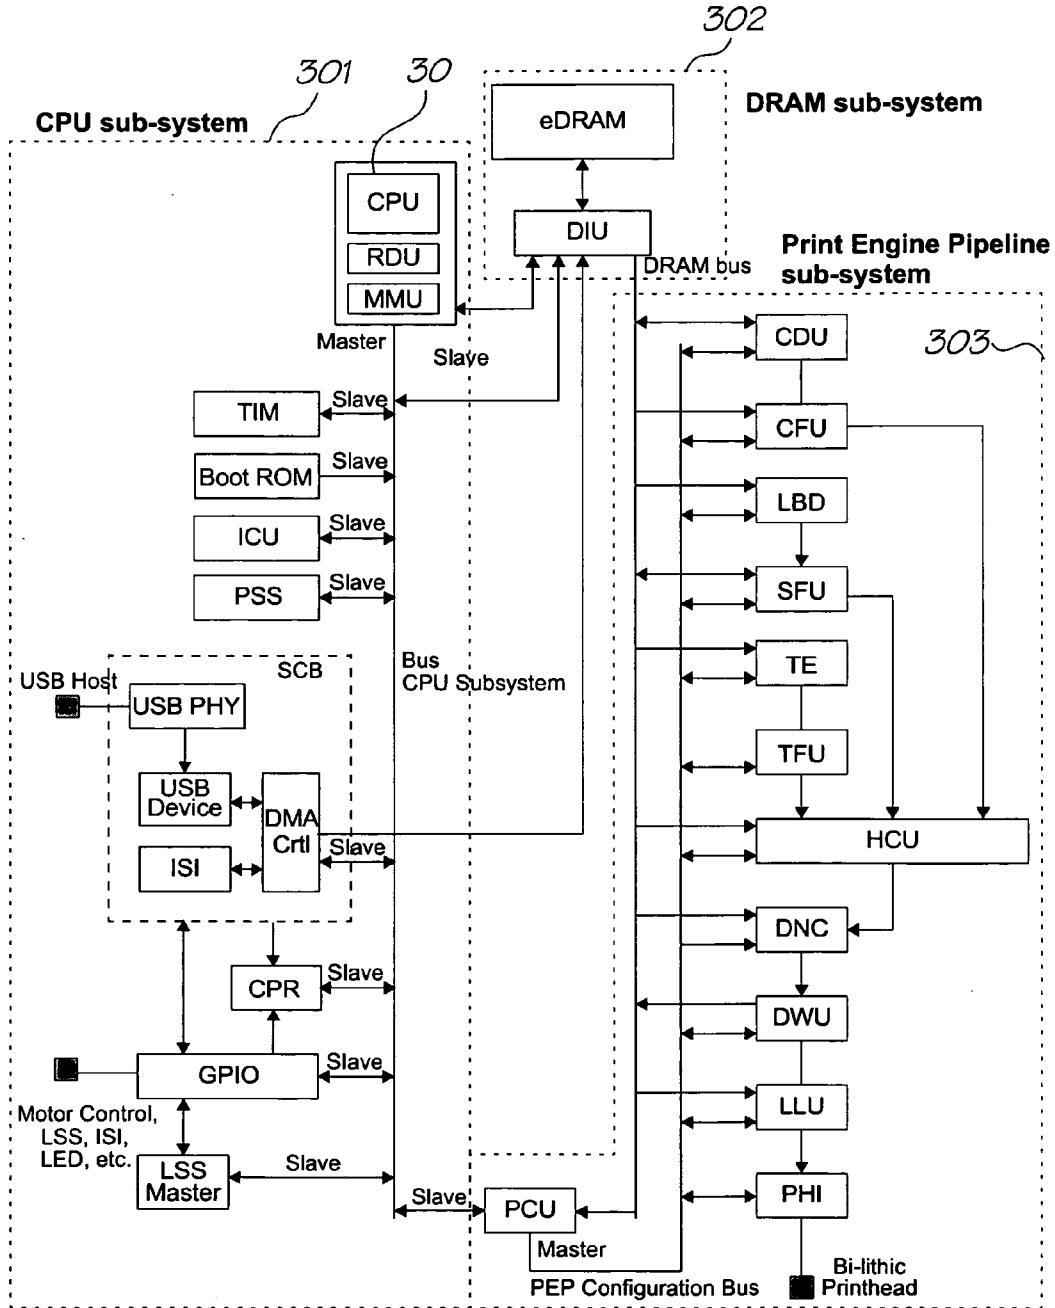 302
301
30
CPU sub-system
DRAM sub-system
eDRAM
CPU
DIU
RDU
MMU
DRAM bus
Print Engine Pipeline
sub-system
303
Master
Slave
CDU
TIM
Slave
CFU
Boot ROM
Slave
LBD
ICU
Slave
PSS
Slave
SFU
SCB
Bus
CPU Subsystem
TE
USB Host
USB PHY
TFU
USB
Device
DMA
Crtl
Slave
HCU
ISI
DNC
CPR
Slave
DWU
GPIO
Slave
LLU
Motor Control,
LSS, ISI,
LED, etc.
LSS
Master
Slave
PHI
Slave
PCU
Master
PEP Configuration Bus
Bi-lithic
Printhead